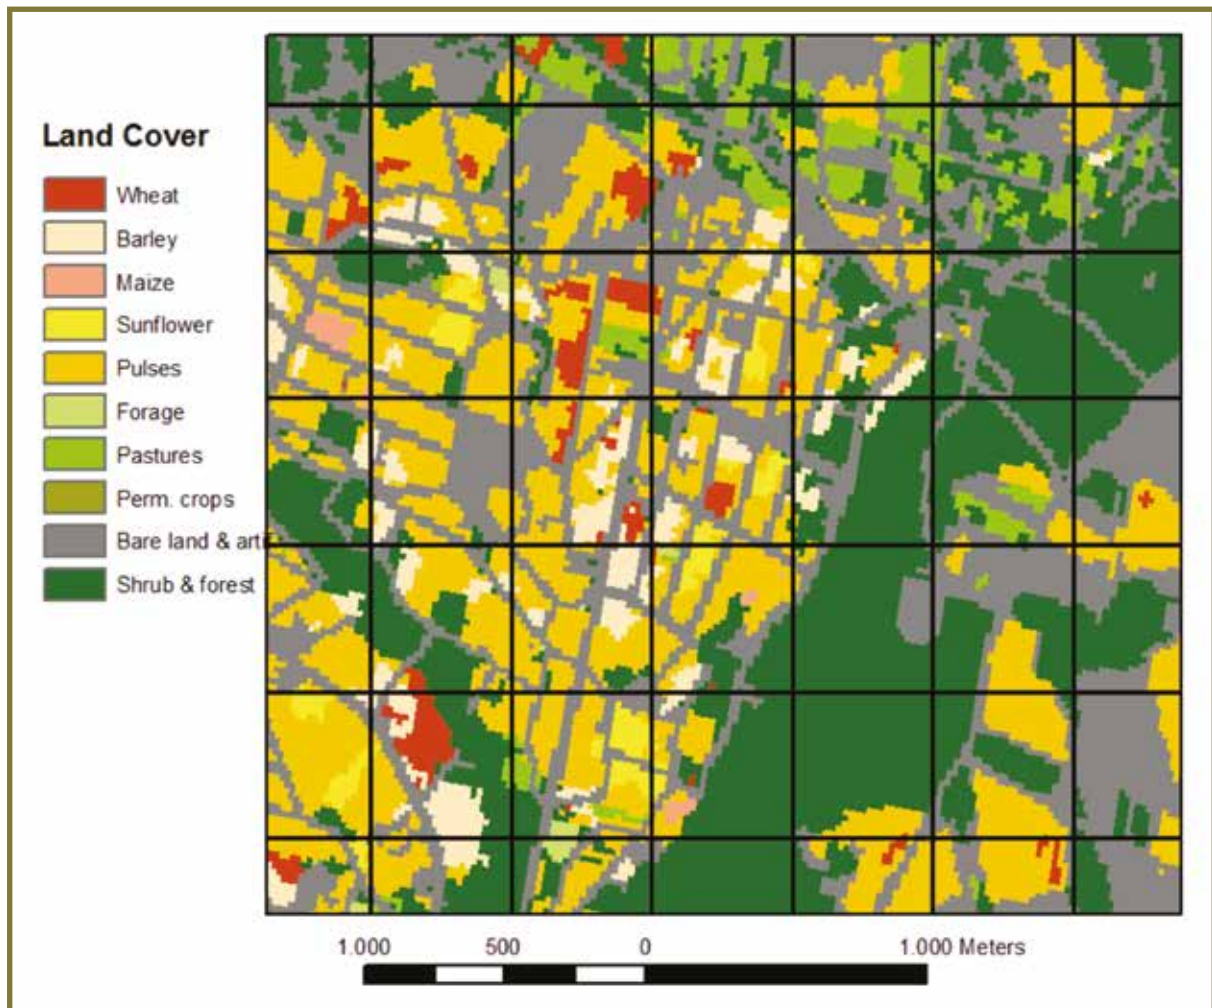 Land Cover
Wheat
Barley
Maize
Sunflower
Pulses
Forage
Pastures
Perm. crops
Bare land & arti
Shrub & forest
1.000 500 0 1.000 Meters